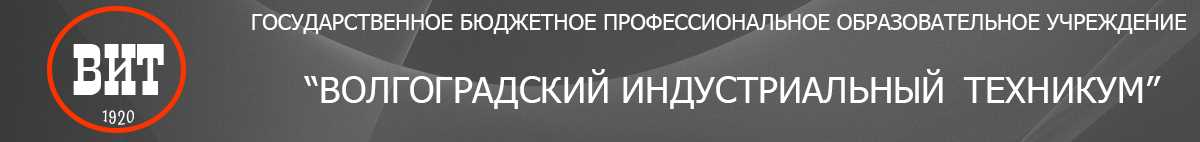 ВИТ
1920
ГОСУДАРСТВЕННОЕ БЮДЖЕТНОЕ ПРОФЕССИОНАЛЬНОЕ ОБРАЗОВАТЕЛЬНОЕ УЧРЕЖДЕНИЕ
“ВОЛГОГРАДСКИЙ ИНДУСТРИАЛЬНЫЙ ТЕХНИКУМ”